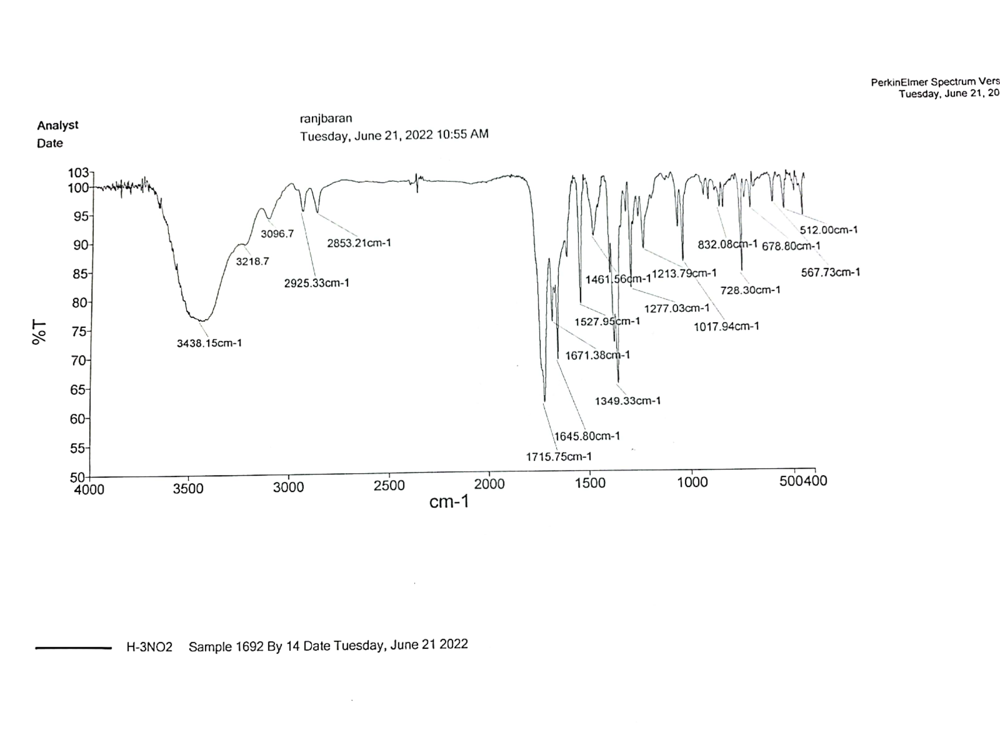 PerkinElmer Spectrum Vers
Tuesday, June 21, 20
Analyst
ranjbaran
Date
Tuesday, June 21, 2022 10:55 AM
103
100
95
90
85
80
75
70
65
60
55
50
%T
4000
3500
3000
2500
2000
1500
1000
500400
cm-1
3438.15cm-1
3218.7
3096.7
2925.33cm-1
2853.21cm-1
1715.75cm-1
1645.80cm-1
1671.38cm-1
1527.95cm-1
1461.56cm-1
1349.33cm-1
1277.03cm-1
1213.79cm-1
1017.94cm-1
832.08cm-1
728.30cm-1
678.80cm-1
567.73cm-1
512.00cm-1
H-3NO2 Sample 1692 By 14 Date Tuesday, June 21 2022